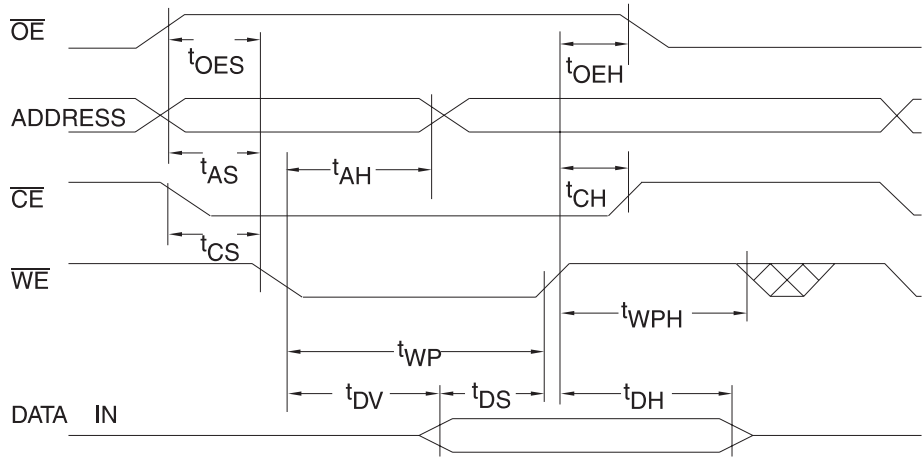 OE
tOES
tOEH
ADDRESS
tAS
tAH
CE
tCH
tCS
WE
tWPH
tWP
tDV
tDS
tDH
DATA IN